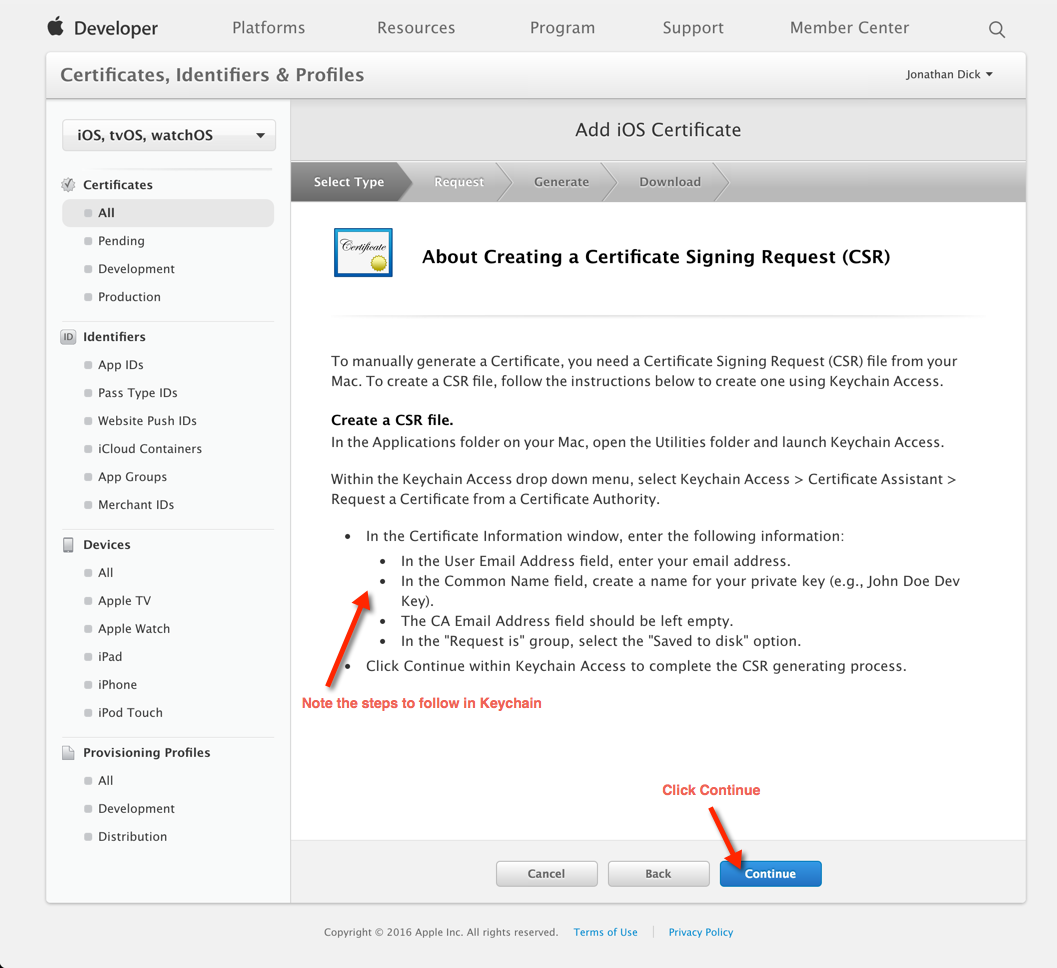 Developer
Platforms
Resources
Program
Support
Member Center
Certificates, Identifiers & Profiles
Jonathan Dick
iOS, tvOS, watchOS
Certificates
All
Pending
Development
Production
ID Identifiers
App IDs
Pass Type IDs
Website Push IDs
iCloud Containers
App Groups
Merchant IDs
Devices
All
Apple TV
Apple Watch
iPad
iPhone
iPod Touch
Provisioning Profiles
All
Development
Distribution
Add iOS Certificate
Select Type
Request
Generate
Download
Certificate
About Creating a Certificate Signing Request (CSR)
To manually generate a Certificate, you need a Certificate Signing Request (CSR) file from your
Mac. To create a CSR file, follow the instructions below to create one using Keychain Access.
Create a CSR file.
In the Applications folder on your Mac, open the Utilities folder and launch Keychain Access.
Within the Keychain Access drop down menu, select Keychain Access > Certificate Assistant >
Request a Certificate from a Certificate Authority.
• In the Certificate Information window, enter the following information:
• In the User Email Address field, enter your email address.
• In the Common Name field, create a name for your private key (e.g., John Doe Dev
Key).
• The CA Email Address field should be left empty.
• In the "Request is" group, select the "Saved to disk" option.
• Click Continue within Keychain Access to complete the CSR generating process.
Note the steps to follow in Keychain
Click Continue
Cancel
Back
Continue
Copyright © 2016 Apple Inc. All rights reserved.
Terms of Use
Privacy Policy